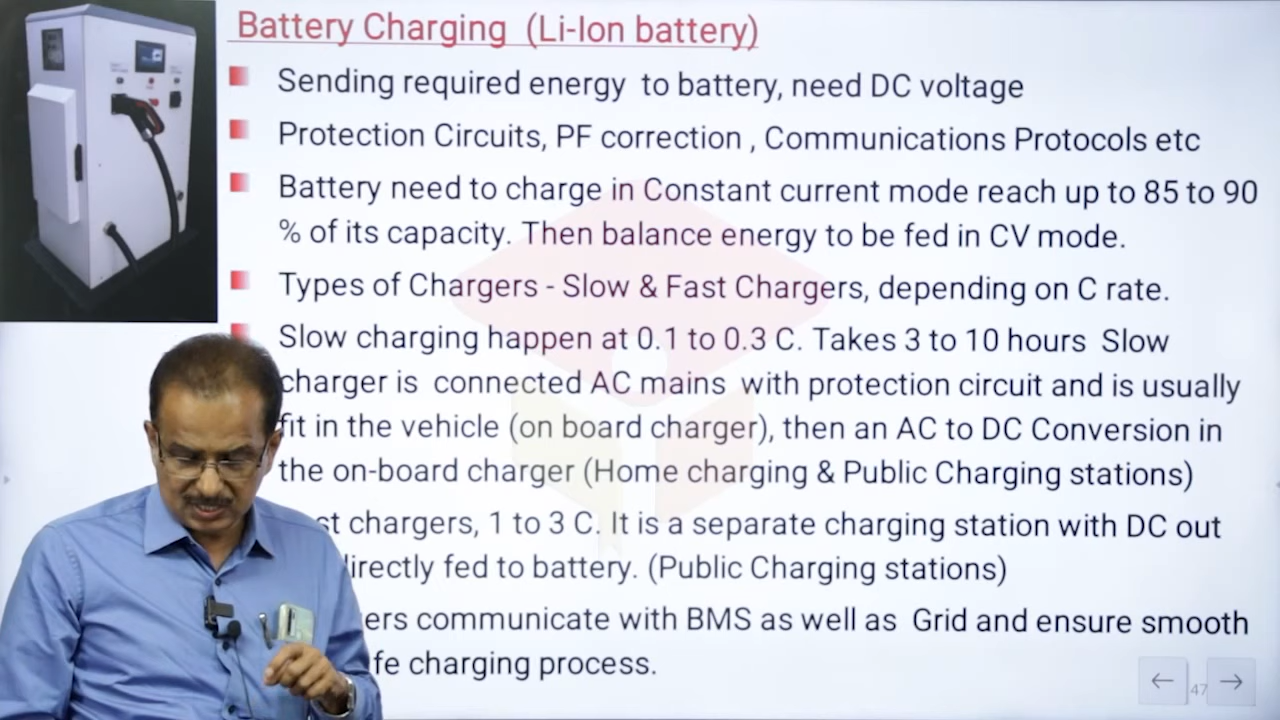 Battery Charging (Li-Ion battery)
Sending required energy to battery, need DC voltage
Protection Circuits, PF correction , Communications Protocols etc
Battery need to charge in Constant current mode reach up to 85 to 90
% of its capacity. Then balance energy to be fed in CV mode.
Types of Chargers - Slow & Fast Chargers, depending on C rate.
Slow charging happen at 0.1 to 0.3 C. Takes 3 to 10 hours Slow
charger is connected AC mains with protection circuit and is usually
fit in the vehicle (on board charger), then an AC to DC Conversion in
the on-board charger (Home charging & Public Charging stations)
chargers, 1 to 3 C. It is a separate charging station with DC out
fed to battery. (Public Charging stations)
communicate with BMS as well as Grid and ensure smooth
charging process.
47